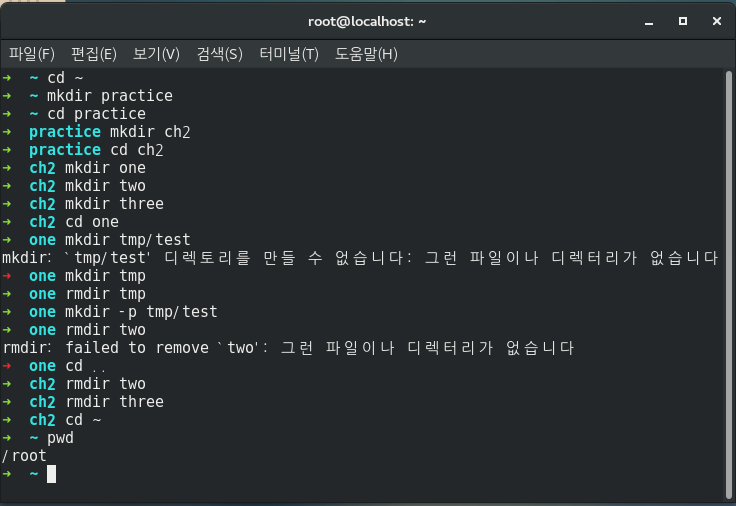 root@localhost: ~
파일(F) 편집(E) 보기(V) 검색(S) 터미널(T) 도움말(H)
➜ ~ cd ~
➜ ~ mkdir practice
➜ ~ cd practice
➜ practice mkdir ch2
➜ practice cd ch2
➜ ch2 mkdir one
➜ ch2 mkdir two
➜ ch2 mkdir three
➜ ch2 cd one
➜ one mkdir tmp/test
mkdir: `tmp/test' 디렉토리를 만들 수 없습니다: 그런 파일이나 디렉터리가 없습니다
➜ one mkdir tmp
➜ one rmdir tmp
➜ one mkdir -p tmp/test
➜ one rmdir two
rmdir: failed to remove `two': 그런 파일이나 디렉터리가 없습니다
➜ one cd ..
➜ ch2 rmdir two
➜ ch2 rmdir three
➜ ch2 cd ~
➜ ~ pwd
/root
➜ ~